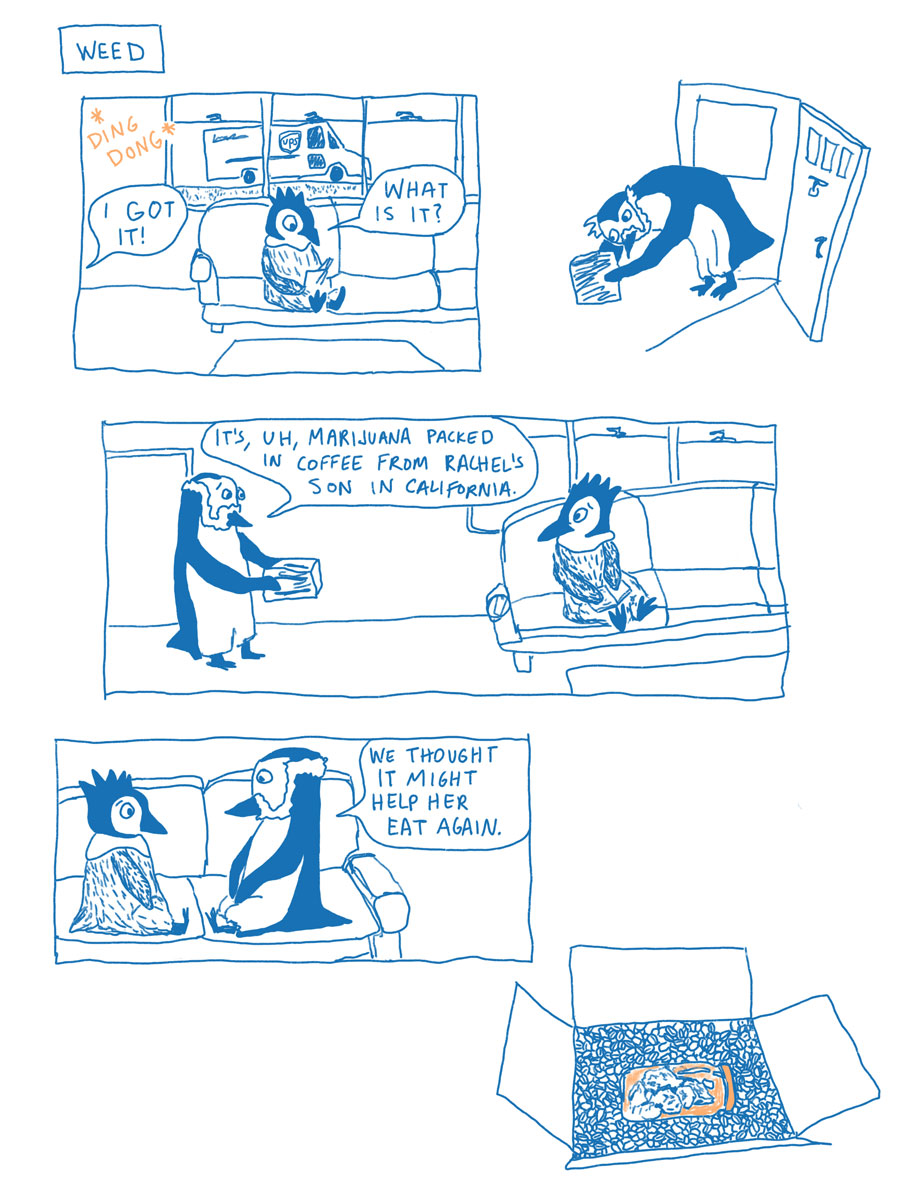 WEED
*DING
DONG*
UPS
I GOT
IT!
WHAT
IS IT?
IT'S, UH, MARIJUANA PACKED
IN COFFEE FROM RACHEL'S
SON IN CALIFORNIA.
WE THOUGHT
IT MIGHT
HELP HER
EAT AGAIN.